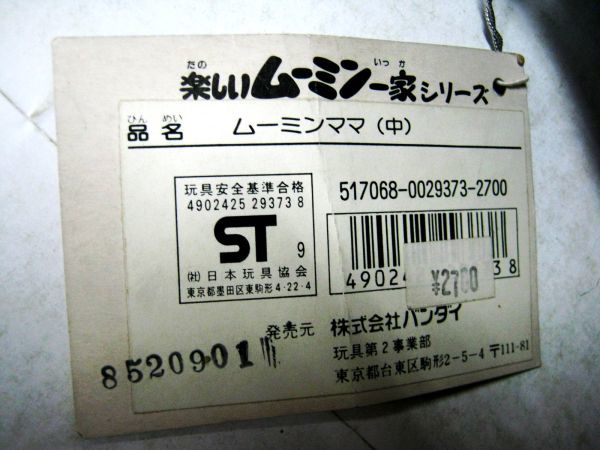 たの
いっか
楽しいムーミン一家シリーズ
ひんめい
品名 ムーミンママ（中）
玩具安全基準合格
4902425 29373 8
ST 9
㈳日本玩具協会
東京都墨田区東駒形4-22-4
517068-0029373-2700
4902438
¥2700
発売元 株式会社バンダイ
玩具第2事業部
東京都台東区駒形2-5-4 〒111-81
8520901